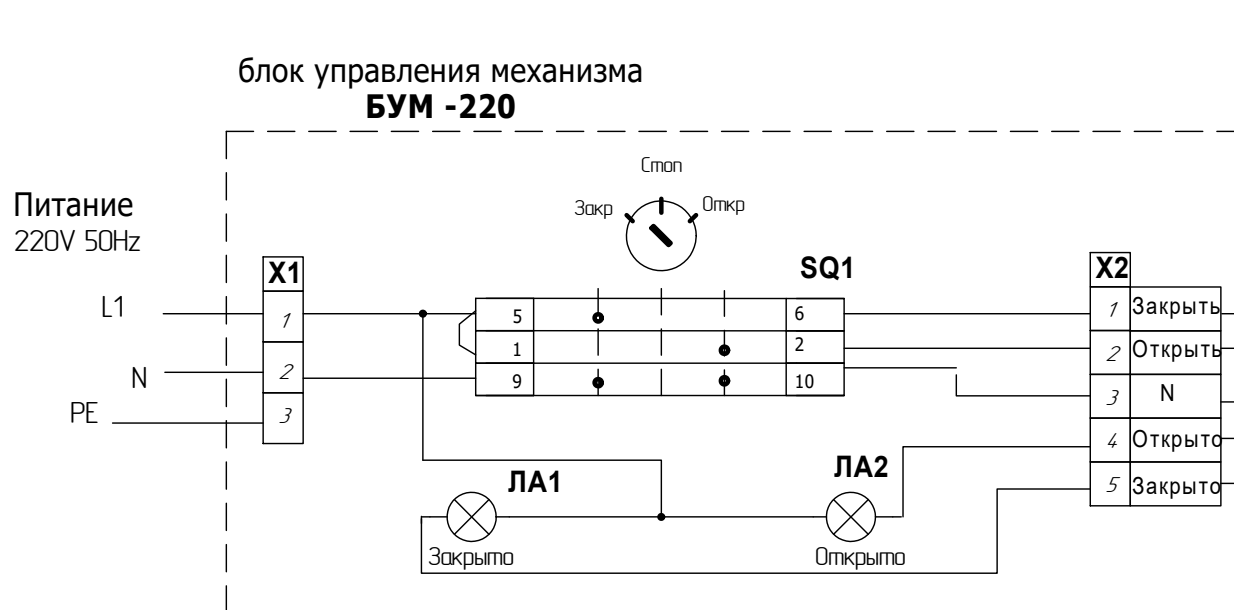 блок управления механизма
БУМ -220
Стоп
Закр
Откр
Питание
220V 50Hz
X1
SQ1
X2
L1
1
5
6
1
Закрыть
1
2
2
Открыть
N
2
9
10
3
N
PE
3
4
Открыто
ЛА1
ЛА2
5
Закрыто
Закрыто
Открыто